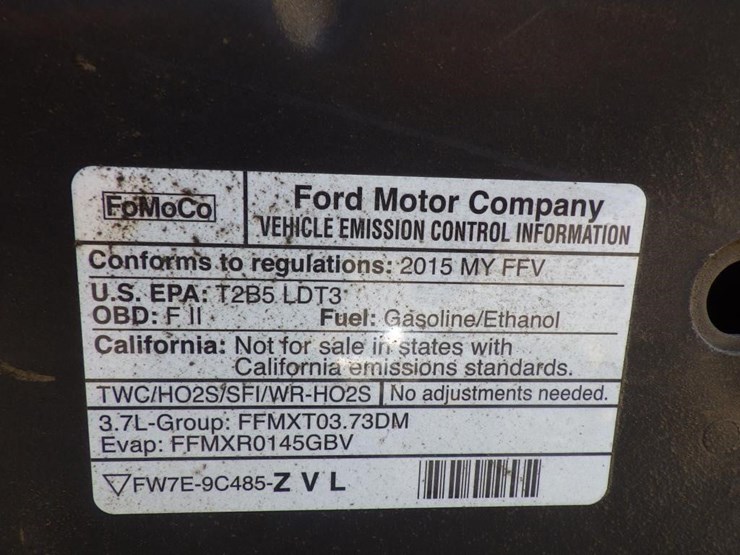 FoMoCo
Ford Motor Company
VEHICLE EMISSION CONTROL INFORMATION
Conforms to regulations: 2015 MY FFV
U.S. EPA: T2B5 LDT3
OBD: F II Fuel: Gasoline/Ethanol
California: Not for sale in states with
California emissions standards.
TWC/HO2S/SFI/WR-HO2S No adjustments needed.
3.7L-Group: FFMXT03.73DM
Evap: FFMXR0145GBV
FW7E-9C485-Z V L